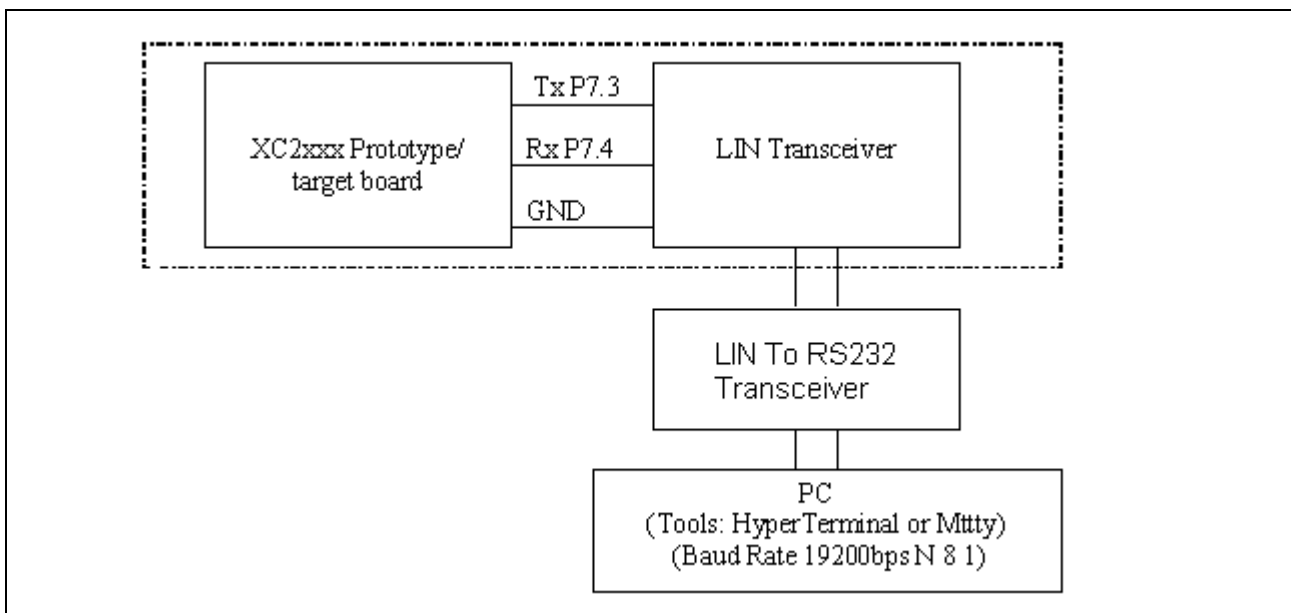 Tx P7.3
XC2xxx Prototype/
target board
Rx P7.4
LIN Transceiver
GND
LIN To RS232
Transceiver
PC
(Tools: HyperTerminal or Mttty)
(Baud Rate 19200bps N 8 1)